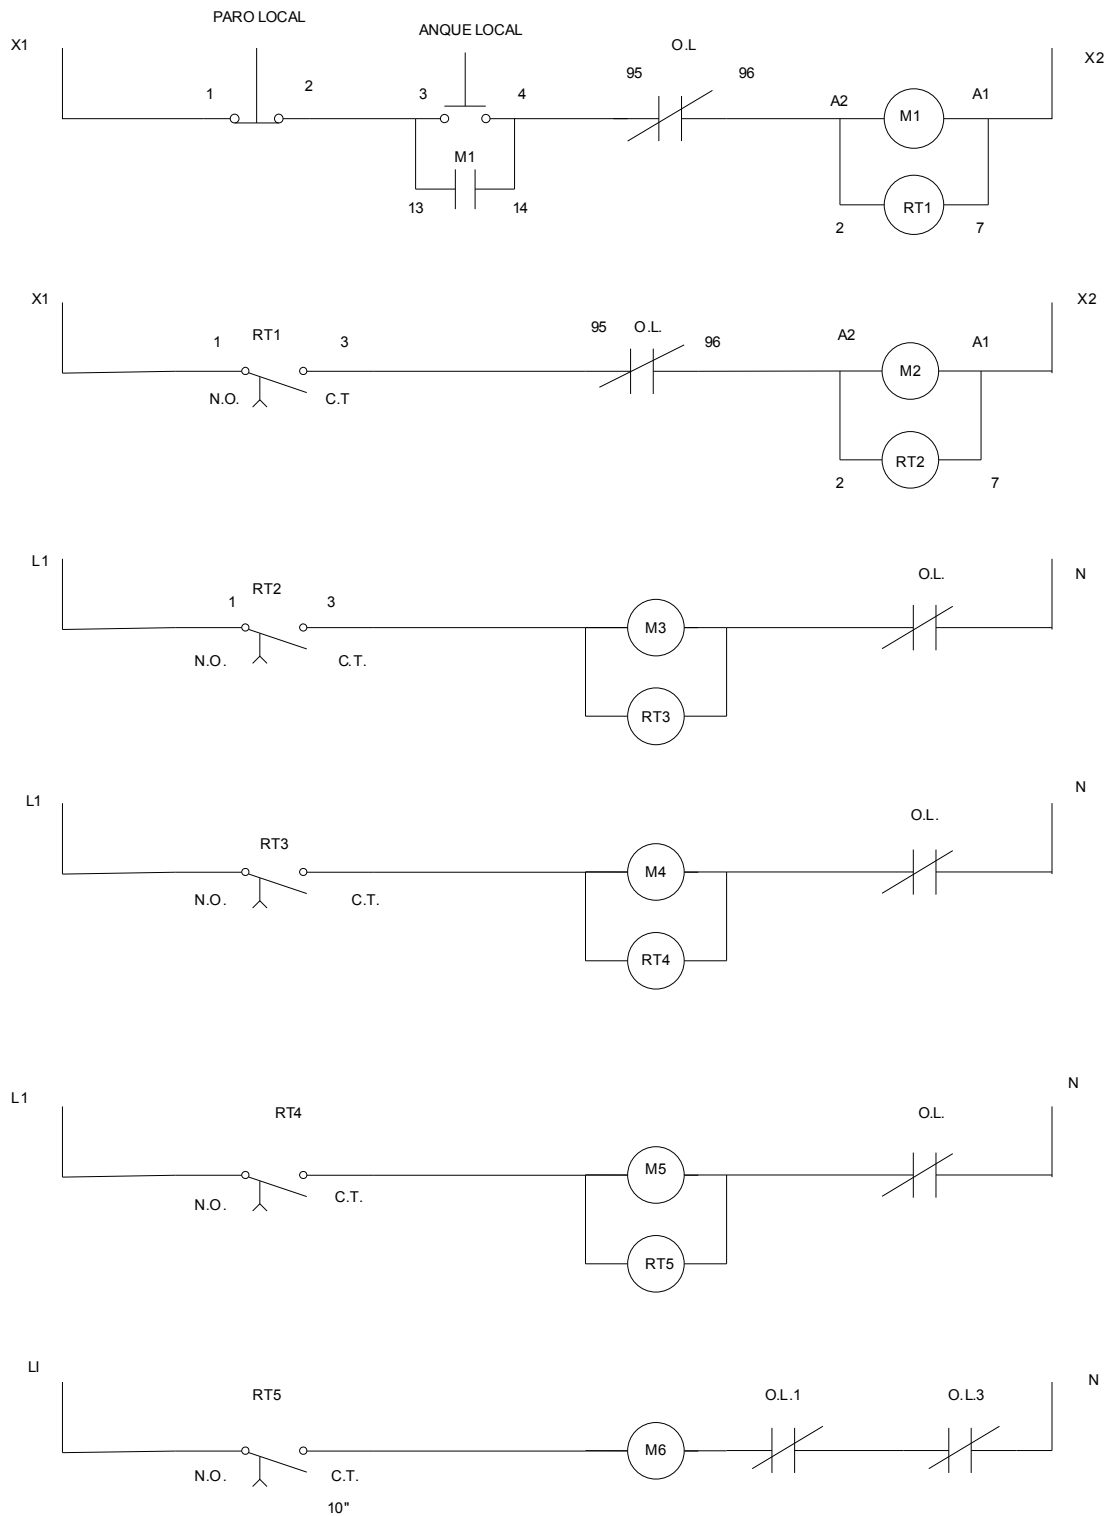 PARO LOCAL
X1
ANQUE LOCAL
O.L
X2
95
96
1
2
3
4
A2
A1
M1
M1
13
14
RT1
2
7
X1
X2
RT1
95
O.L.
96
1
3
A2
A1
M2
N.O.
C.T
RT2
2
7
L1
O.L.
N
RT2
1
3
M3
N.O.
C.T.
RT3
L1
N
O.L.
RT3
M4
N.O.
C.T.
RT4
L1
N
RT4
O.L.
M5
N.O.
C.T.
RT5
LI
N
RT5
O.L.1
O.L.3
M6
N.O.
C.T.
10"